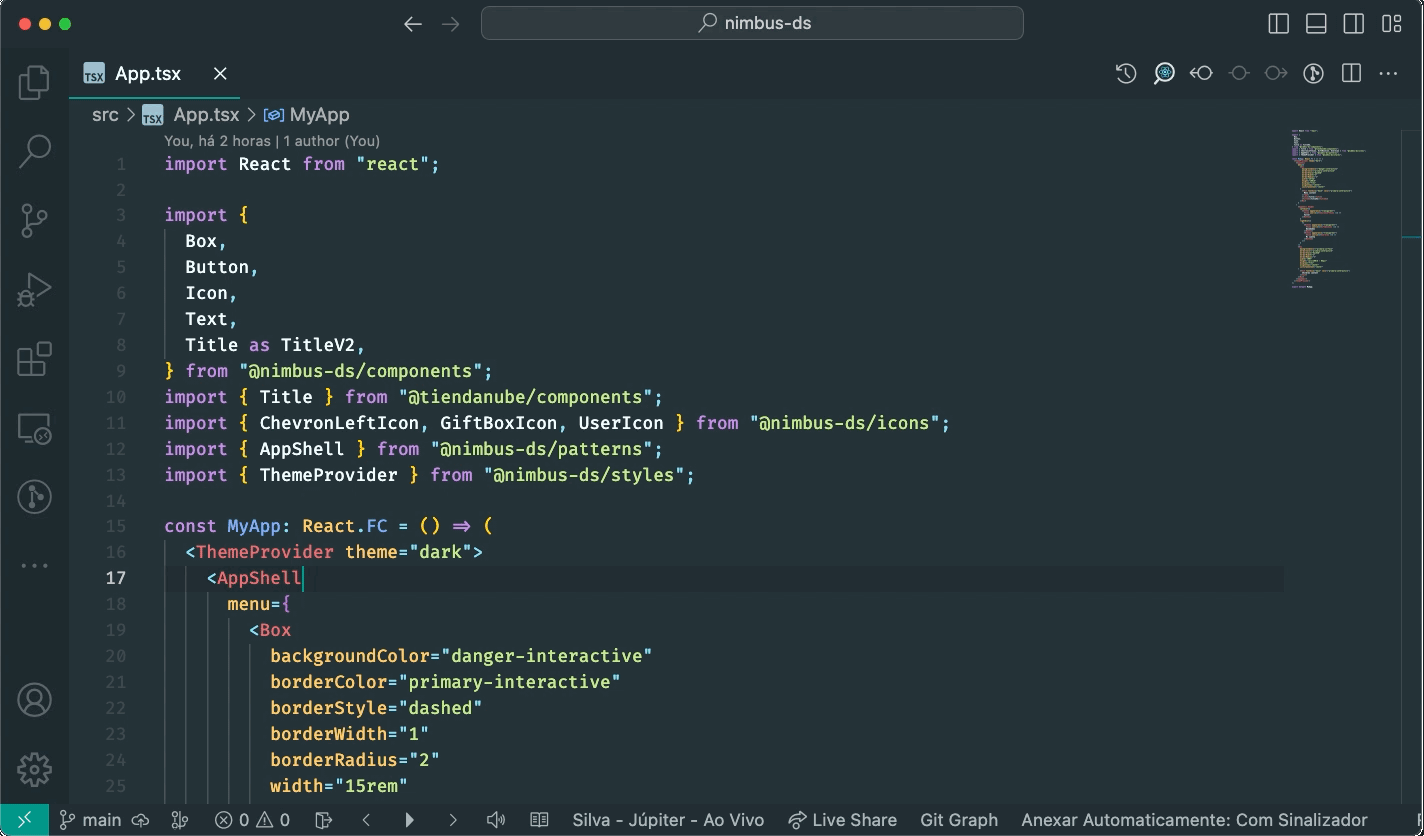 nimbus-ds
TSX App.tsx
src > TSX App.tsx > MyApp
You, há 2 horas | 1 author (You)
1 import React from "react";
2
3 import {
4 Box,
5 Button,
6 Icon,
7 Text,
8 Title as TitleV2,
9 } from "@nimbus-ds/components";
10 import { Title } from "@tiendanube/components";
11 import { ChevronLeftIcon, GiftBoxIcon, UserIcon } from "@nimbus-ds/icons";
12 import { AppShell } from "@nimbus-ds/patterns";
13 import { ThemeProvider } from "@nimbus-ds/styles";
14
15 const MyApp: React.FC = () => (
16 <ThemeProvider theme="dark">
17 <AppShell
18 menu={
19 <Box
20 backgroundColor="danger-interactive"
21 borderColor="primary-interactive"
22 borderStyle="dashed"
23 borderWidth="1"
24 borderRadius="2"
25 width="15rem"
main 0 0 Silva - Júpiter - Ao Vivo Live Share Git Graph Anexar Automaticamente: Com Sinalizador